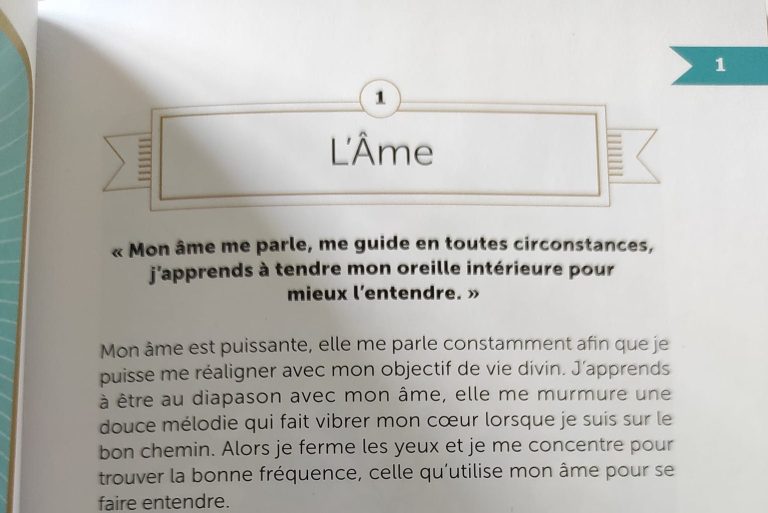 1
1
L'Âme
« Mon âme me parle, me guide en toutes circonstances,
j'apprends à tendre mon oreille intérieure pour
mieux l'entendre. »
Mon âme est puissante, elle me parle constamment afin que je
puisse me réaligner avec mon objectif de vie divin. J'apprends
à être au diapason avec mon âme, elle me murmure une
douce mélodie qui fait vibrer mon cœur lorsque je suis sur le
bon chemin. Alors je ferme les yeux et je me concentre pour
trouver la bonne fréquence, celle qu'utilise mon âme pour se
faire entendre.